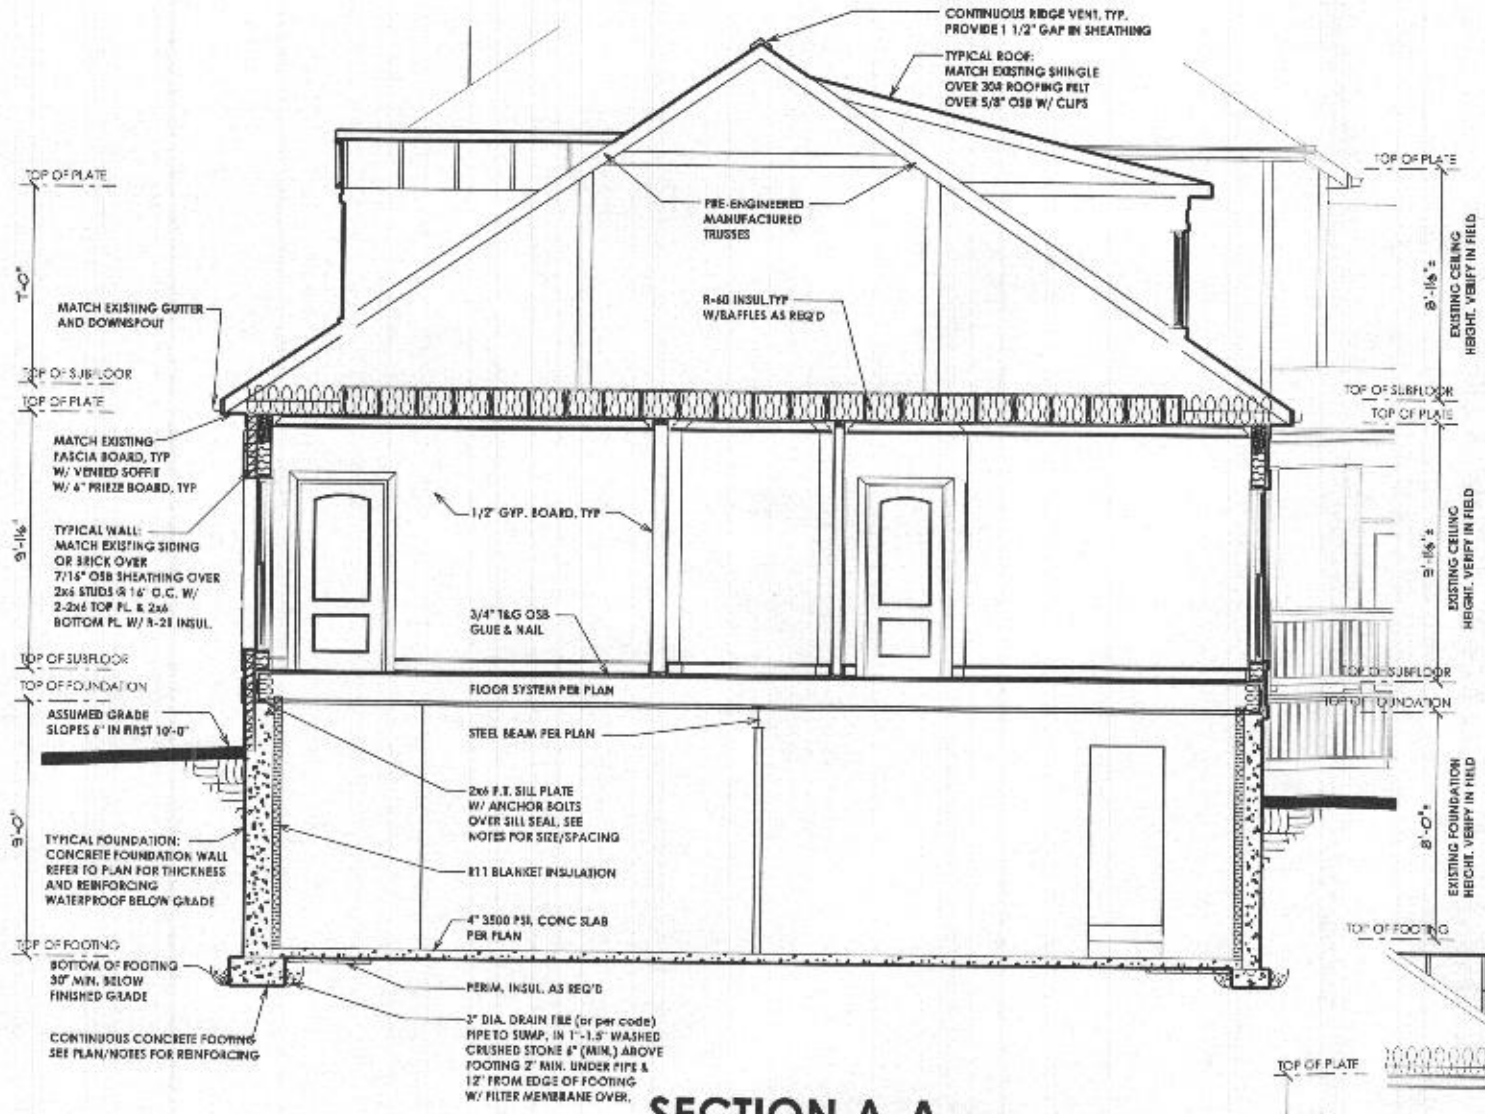 CONTINUOUS RIDGE VENT, TYP.
PROVIDE 1 1/2" GAP IN SHEATHING
TYPICAL ROOF:
MATCH EXISTING SHINGLE
OVER 30# ROOFING FELT
OVER 5/8" OSB W/ CLIPS
TOP OF PLATE
TOP OF PLATE
PRE-ENGINEERED
MANUFACTURED
TRUSSES
EXISTING CEILING
HEIGHT. VERIFY IN FIELD
R-60 INSUL.TYP
W/BAFFLES AS REQ'D
MATCH EXISTING GUTTER
AND DOWNSPOUT
TOP OF SUBFLOOR
TOP OF PLATE
TOP OF SUBFLOOR
TOP OF PLATE
MATCH EXISTING
FASCIA BOARD, TYP
W/ VENTED SOFFIT
W/ 6" FRIEZE BOARD, TYP
1/2" GYP. BOARD, TYP
TYPICAL WALL:
MATCH EXISTING SIDING
OR BRICK OVER
7/16" OSB SHEATHING OVER
2x6 STUDS @ 16" O.C. W/
2-2x6 TOP PL. & 2x6
BOTTOM PL. W/ INSUL.
EXISTING CEILING
HEIGHT. VERIFY IN FIELD
3/4" T&G OSB
GLUE & NAIL
TOP OF SUBFLOOR
TOP OF FOUNDATION
TOP OF SUBFLOOR
TOP OF FOUNDATION
FLOOR SYSTEM PER PLAN
ASSUMED GRADE
SLOPES 6" IN FIRST 10'-0"
STEEL BEAM PER PLAN
2x6 P.T. SILL PLATE
W/ ANCHOR BOLTS
OVER SILL SEAL, SEE
NOTES FOR SIZE/SPACING
9'-0"
8'-0"±
EXISTING FOUNDATION
HEIGHT. VERIFY IN FIELD
TYPICAL FOUNDATION:
CONCRETE FOUNDATION WALL
REFER TO PLAN FOR THICKNESS
AND REINFORCING
WATERPROOF BELOW GRADE
R11 BLANKET INSULATION
4" 3500 PSI, CONC SLAB
PER PLAN
TOP OF FOOTING
TOP OF FOOTING
BOTTOM OF FOOTING
30" MIN. BELOW
FINISHED GRADE
PERIM. INSUL. AS REQ'D
CONTINUOUS CONCRETE FOOTING
SEE PLAN/NOTES FOR REINFORCING
3" DIA. DRAIN TILE (or per code)
PIPE TO SUMP, IN 1"-1.5" WASHED
CRUSHED STONE 6" (MIN.) ABOVE
FOOTING 2" MIN. UNDER PIPE &
12" FROM EDGE OF FOOTING
W/ FILTER MEMBRANE OVER.
TOP OF PLATE
SECTION A-A